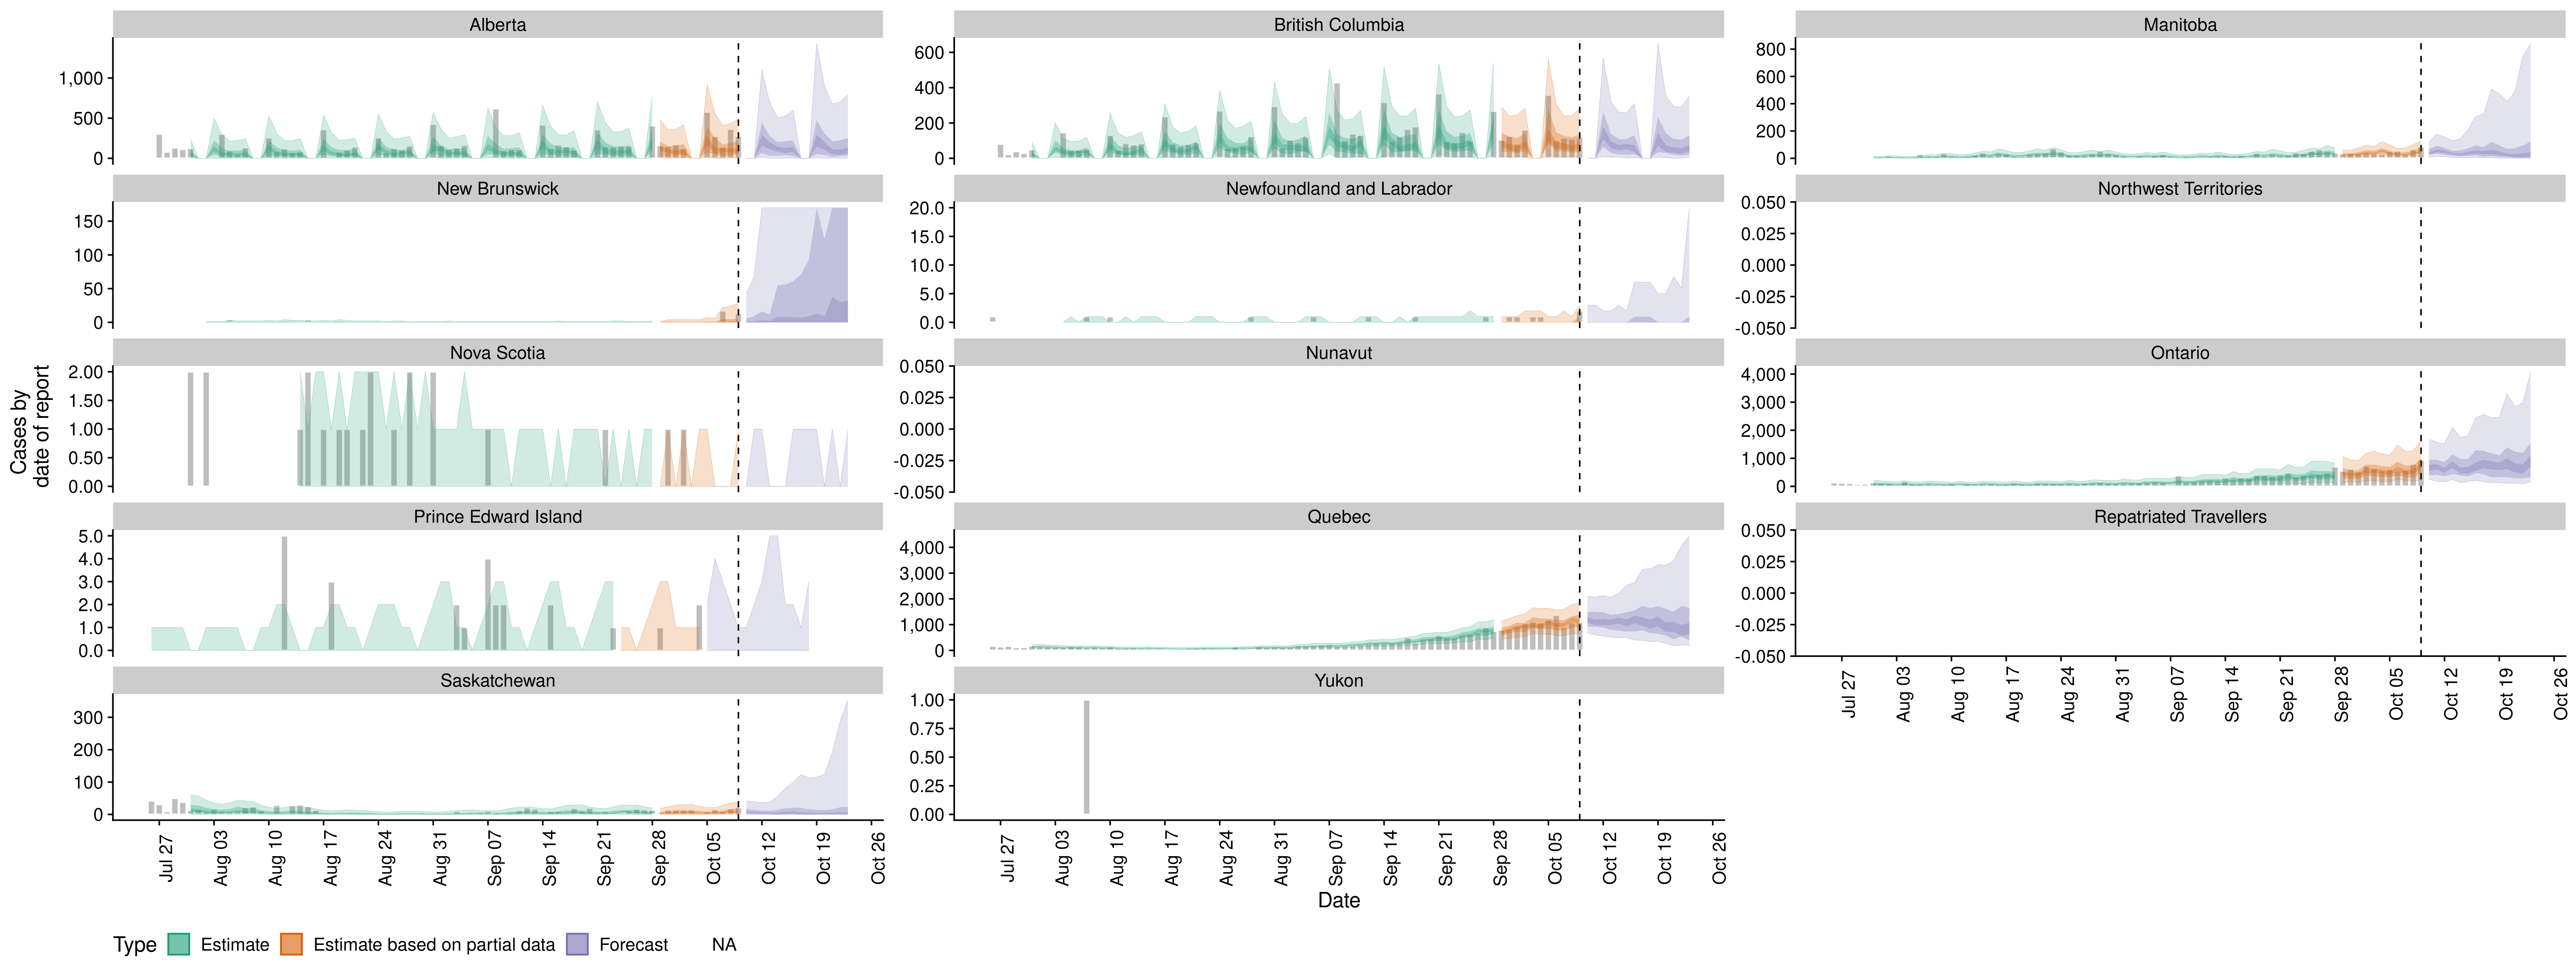 Alberta
British Columbia
Manitoba
1,000
500
0
600
400
200
0
800
600
400
200
0
New Brunswick
Newfoundland and Labrador
Northwest Territories
150
100
50
0
20.0
15.0
10.0
5.0
0.0
0.050
0.025
0.000
-0.025
-0.050
Nova Scotia
Nunavut
Ontario
2.00
1.50
1.00
0.50
0.00
0.050
0.025
0.000
-0.025
-0.050
4,000
3,000
2,000
1,000
0
Cases by
date of report
Prince Edward Island
Quebec
Repatriated Travellers
5.0
4.0
3.0
2.0
1.0
0.0
4,000
3,000
2,000
1,000
0
0.050
0.025
0.000
-0.025
-0.050
Jul 27
Aug 03
Aug 10
Aug 17
Aug 24
Aug 31
Sep 07
Sep 14
Sep 21
Sep 28
Oct 05
Oct 12
Oct 19
Oct 26
Saskatchewan
Yukon
300
200
100
0
1.00
0.75
0.50
0.25
0.00
Jul 27
Aug 03
Aug 10
Aug 17
Aug 24
Aug 31
Sep 07
Sep 14
Sep 21
Sep 28
Oct 05
Oct 12
Oct 19
Oct 26
Jul 27
Aug 03
Aug 10
Aug 17
Aug 24
Aug 31
Sep 07
Sep 14
Sep 21
Sep 28
Oct 05
Oct 12
Oct 19
Oct 26
Date
Type Estimate Estimate based on partial data Forecast NA